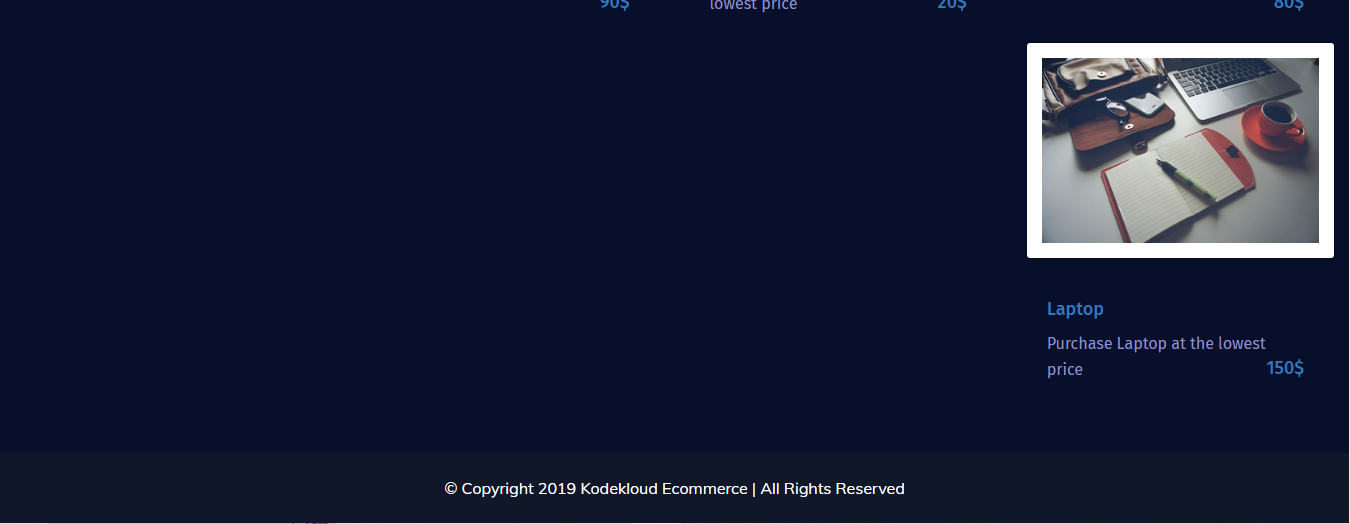 90$
lowest price
20$
80$
Laptop
Purchase Laptop at the lowest
price
150$
© Copyright 2019 Kodekloud Ecommerce | All Rights Reserved